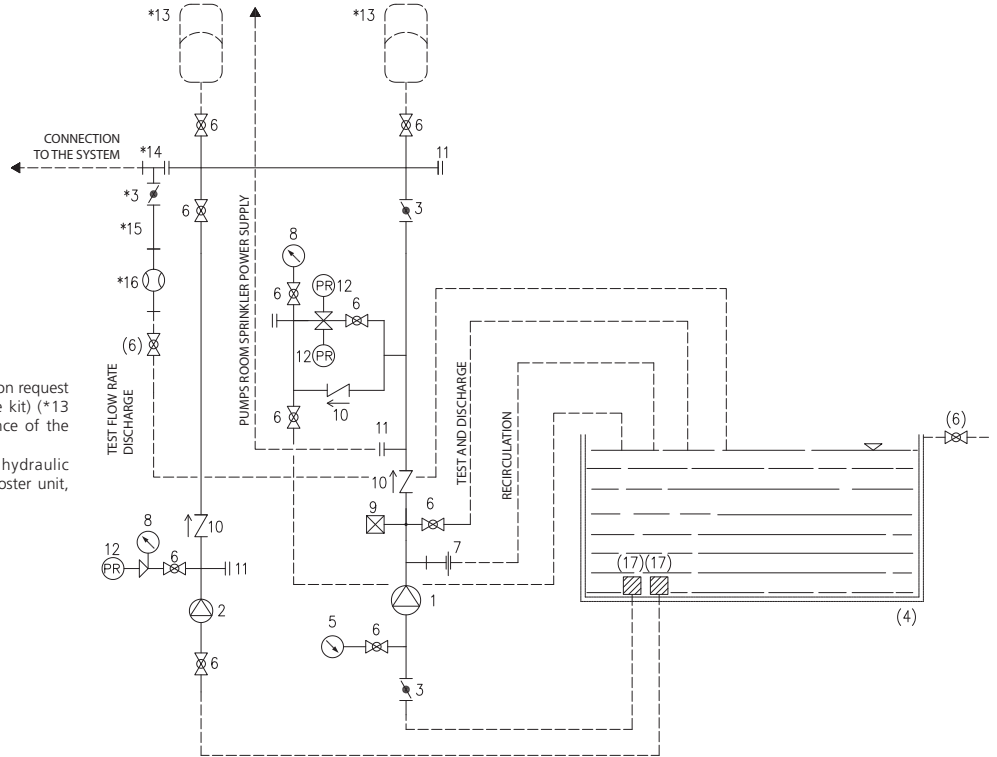 *13
*13
6
6
CONNECTION
TO THE SYSTEM
*14
11
*3
6
3
*15
8
PUMPS ROOM SPRINKLER POWER SUPPLY
*16
6
PR
12
6
(6)
12
PR
on request
e kit) (*13
nce of the
hydraulic
oster unit,
TEST FLOW RATE
DISCHARGE
6
10
11
TEST AND DISCHARGE
RECIRCULATION
(6)
10
9
6
8
10
12
PR
6
11
7
(17)
(17)
2
1
(4)
5
6
6
3